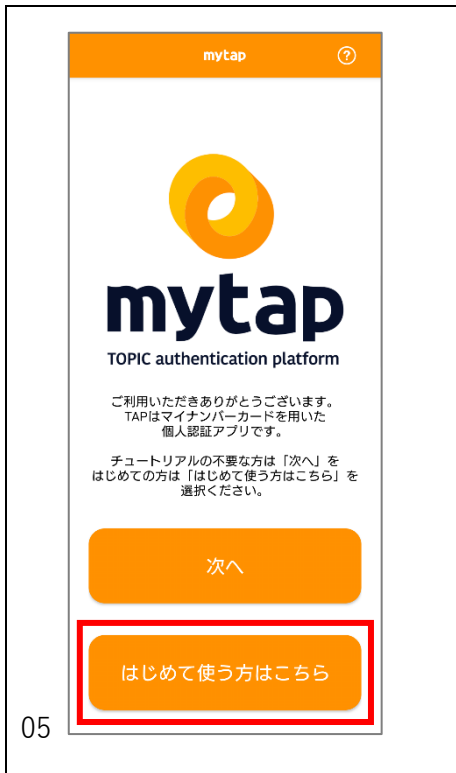 mytap ?
mytap
TOPIC authentication platform
ご利用いただきありがとうございます。
TAPはマイナンバーカードを用いた
個人認証アプリです。
チュートリアルの不要な方は「次へ」を
はじめての方は「はじめて使う方はこちら」を
選択ください。
次へ
はじめて使う方はこちら
05